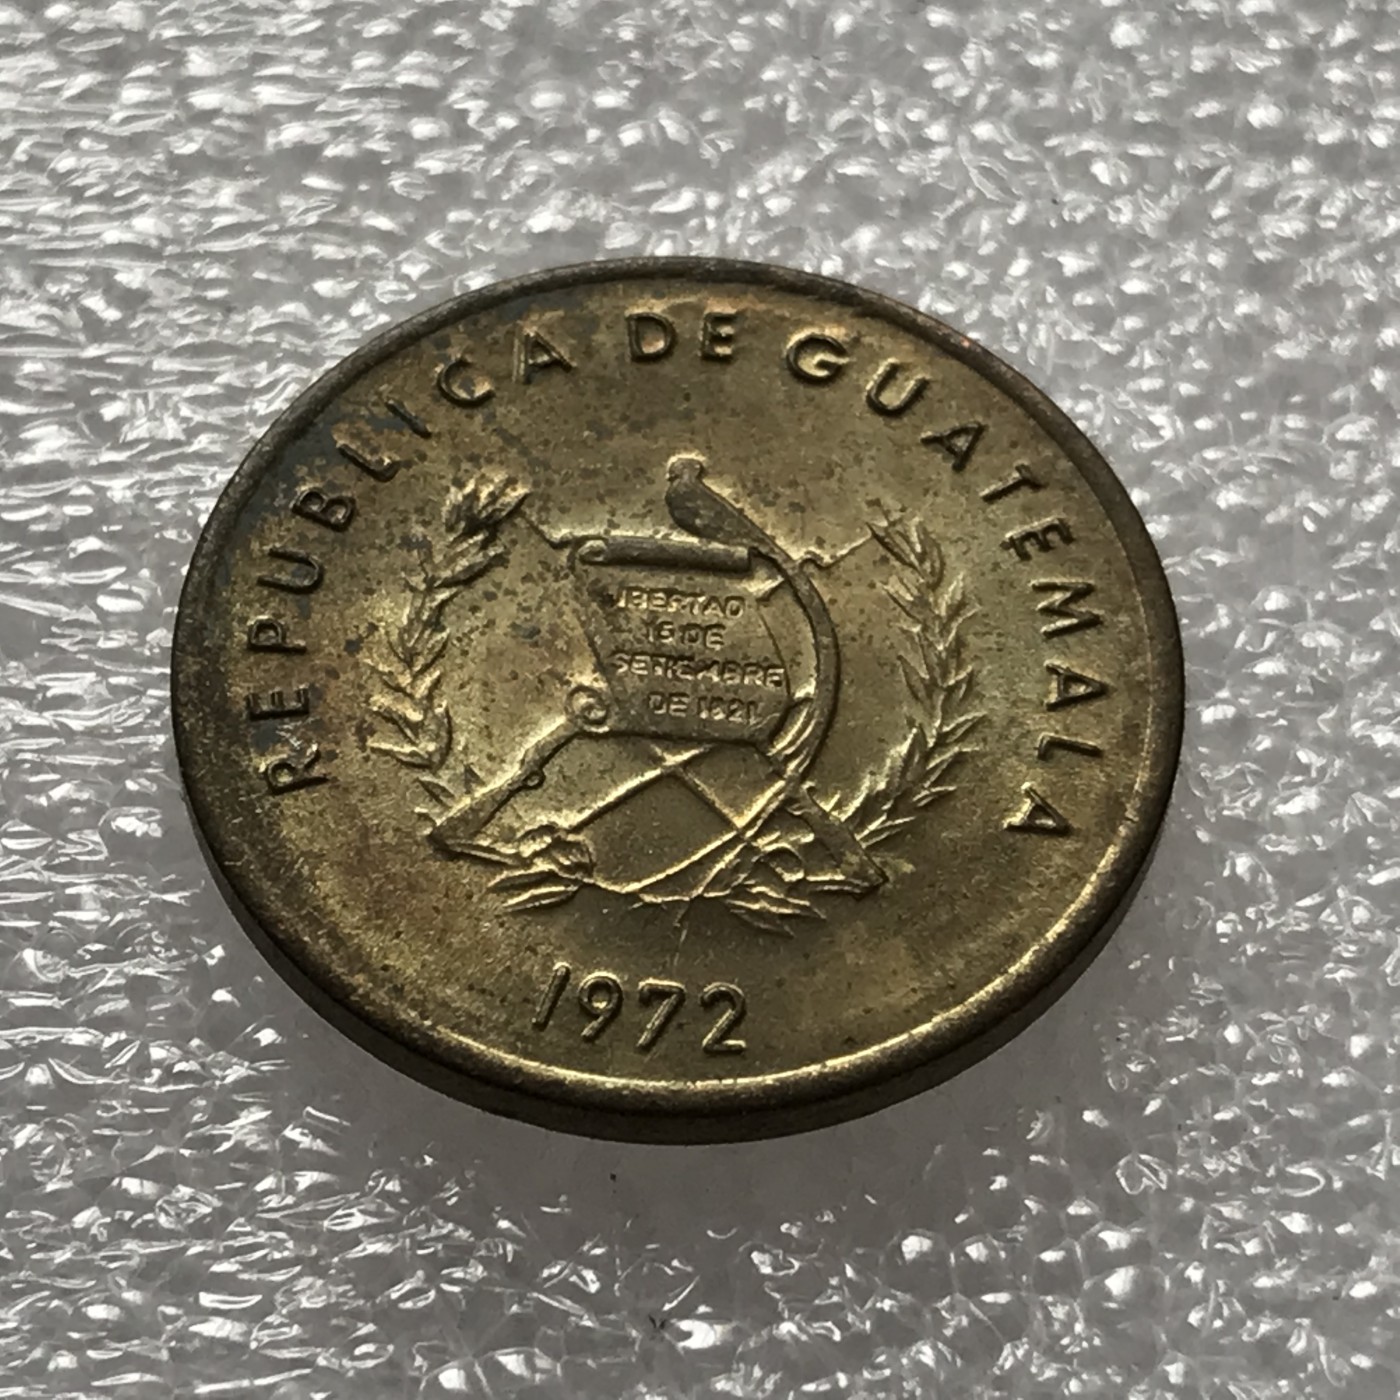 REPUBLICA DE GUATEMALA
LIBERTAD
15 DE
SETIEMBRE
DE 1821
1972